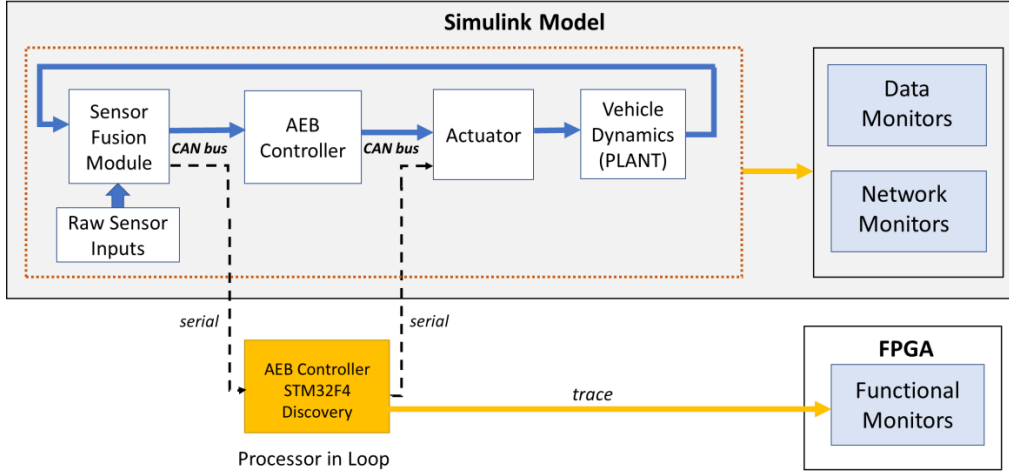 Simulink Model
Sensor
Fusion
Module
CAN bus
AEB
Controller
CAN bus
Actuator
Vehicle
Dynamics
(PLANT)
Raw Sensor
Inputs
Data
Monitors
Network
Monitors
serial
serial
AEB Controller
STM32F4
Discovery
Processor in Loop
trace
FPGA
Functional
Monitors